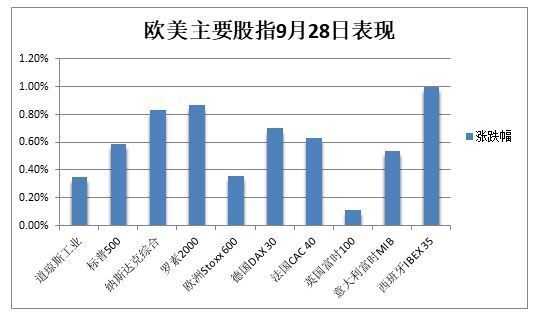 欧美主要股指9月28日表现
1.20%
1.00%
0.80%
0.60%
0.40%
0.20%
0.00%
涨跌幅
道琼斯工业
标普500
纳斯达克综合
罗素2000
欧洲Stoxx600
德国DAX30
法国CAC 40
英国富时100
意大利富时MIB
西班牙IBEX35